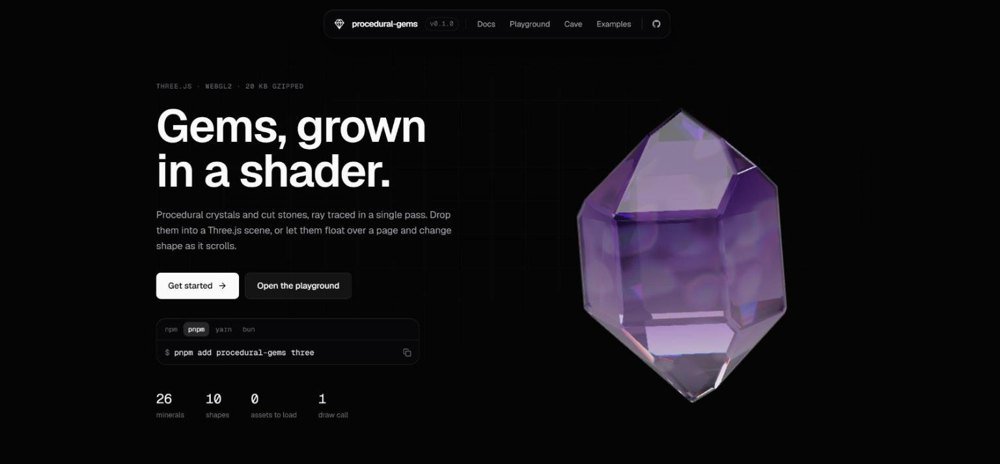 procedural-gems v0.1.0 Docs Playground Cave Examples
THREE.JS · WEBGL2 · 20 KB GZIPPED
Gems, grown
in a shader.
Procedural crystals and cut stones, ray traced in a single pass. Drop
them into a Three.js scene, or let them float over a page and change
shape as it scrolls.
Get started → Open the playground
npm pnpm yarn bun
$ pnpm add procedural-gems three
26 10 0 1
minerals shapes assets to load draw call